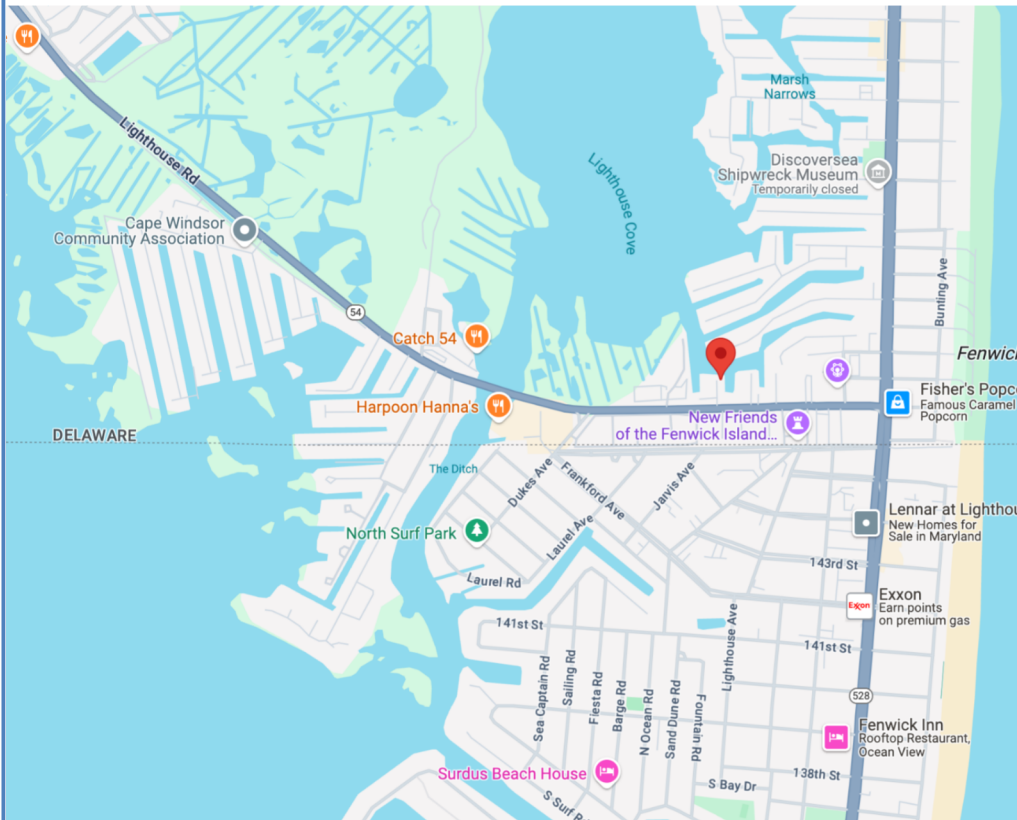 Marsh
Narrows
Lighthouse Rd
Lighthouse Cove
Discoversea
Shipwreck Museum
Temporarily closed
Cape Windsor
Community Association
Bunting Ave
54
Catch 54
Fenwic
Fisher's Popco
Famous Caramel
Popcorn
Harpoon Hanna's
New Friends
of the Fenwick Island...
DELAWARE
The Ditch
Dukes Ave
Frankford Ave
Jarvis Ave
Lennar at Lighthou
New Homes for
Sale in Maryland
North Surf Park
Laurel Ave
143rd St
Laurel Rd
Exxon
Exxon
Earn points
on premium gas
141st St
Lighthouse Ave
141st St
Sea Captain Rd
Sailing Rd
Fiesta Rd
Barge Rd
N Ocean Rd
Sand Dune Rd
Fountain Rd
528
Fenwick Inn
Rooftop Restaurant,
Ocean View
Surdus Beach House
138th St
S Bay Dr
S Surf R